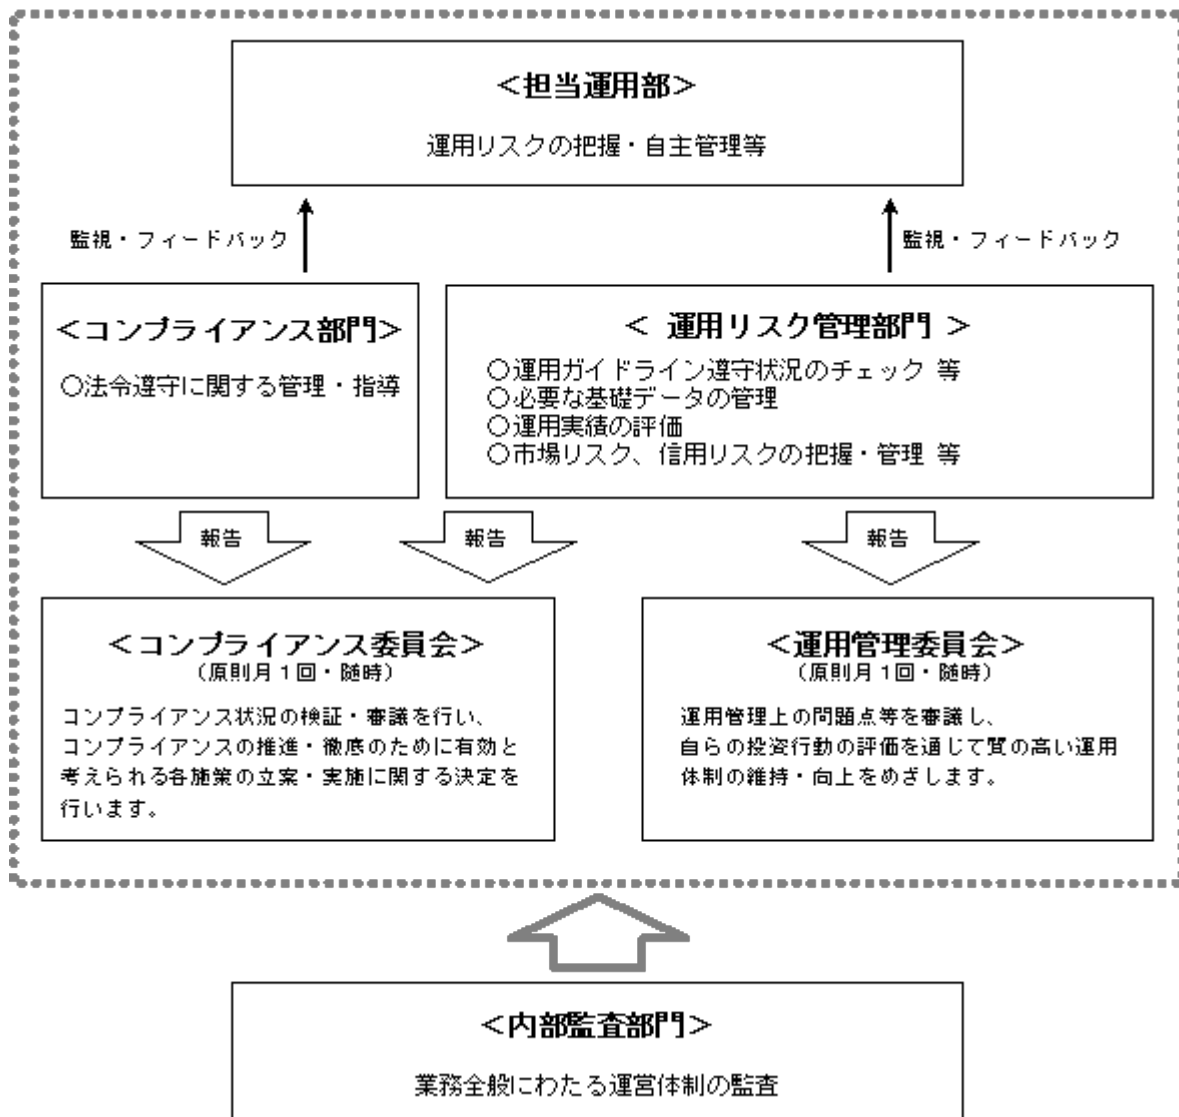 ＜担当運用部＞
運用リスクの把握・自主管理等
監視・フィードバック
監視・フィードバック
＜コンプライアンス部門＞
○法令遵守に関する管理・指導
＜ 運用リスク管理部門 ＞
○運用ガイドライン遵守状況のチェック 等
○必要な基礎データの管理
○運用実績の評価
○市場リスク、信用リスクの把握・管理 等
報告
報告
報告
＜コンプライアンス委員会＞
（原則月１回・随時）
コンプライアンス状況の検証・審議を行い、
コンプライアンスの推進・徹底のために有効と
考えられる各施策の立案・実施に関する決定を
行います。
＜運用管理委員会＞
（原則月１回・随時）
運用管理上の問題点等を審議し、
自らの投資行動の評価を通じて質の高い運用
体制の維持・向上をめざします。
＜内部監査部門＞
業務全般にわたる運営体制の監査